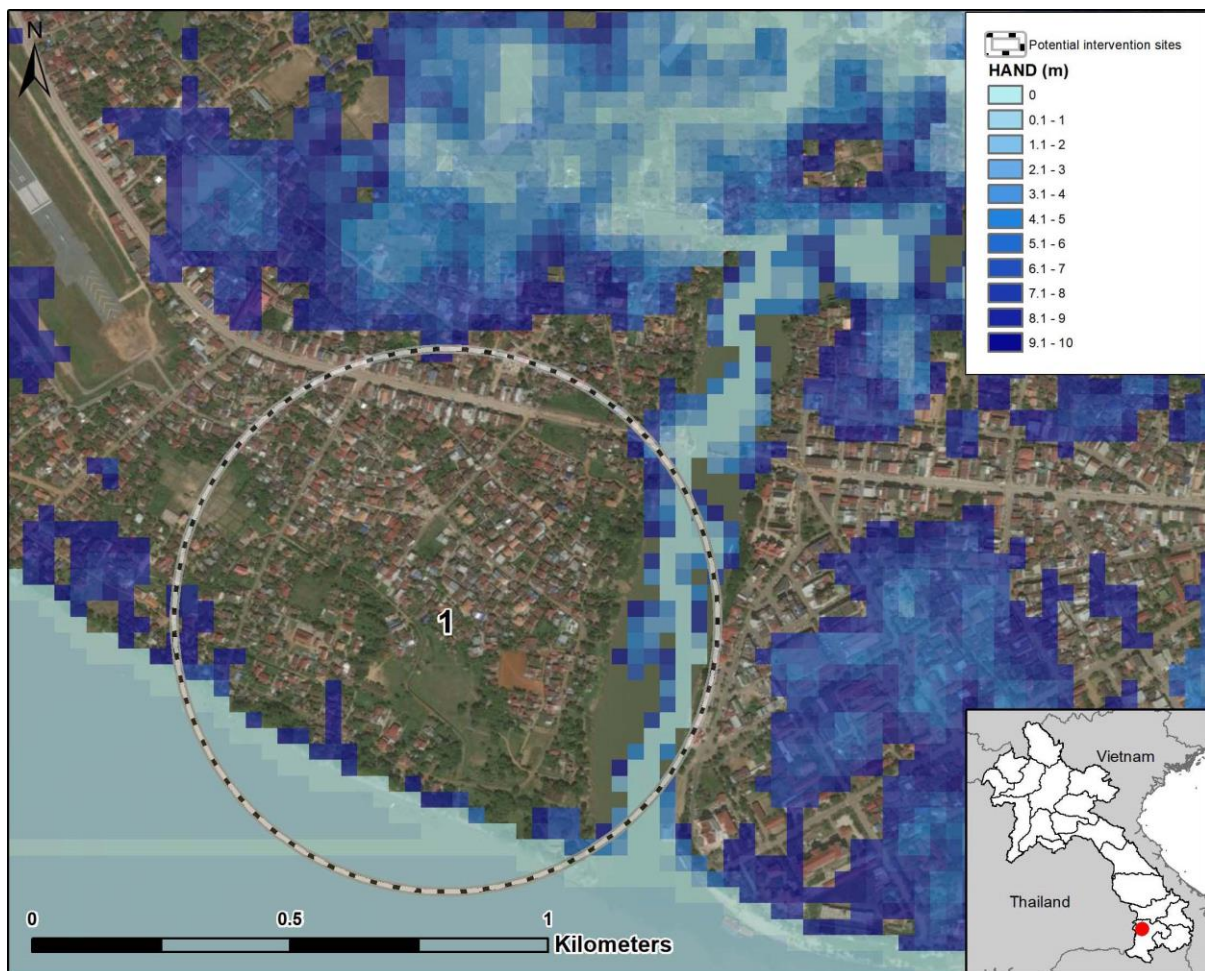 N
Potential intervention sites
HAND (m)
0
0.1 - 1
1.1 - 2
2.1 - 3
3.1 - 4
4.1 - 5
5.1 - 6
6.1 - 7
7.1 - 8
8.1 - 9
9.1 - 10
1
0 0.5 1
Kilometers
Vietnam
Thailand